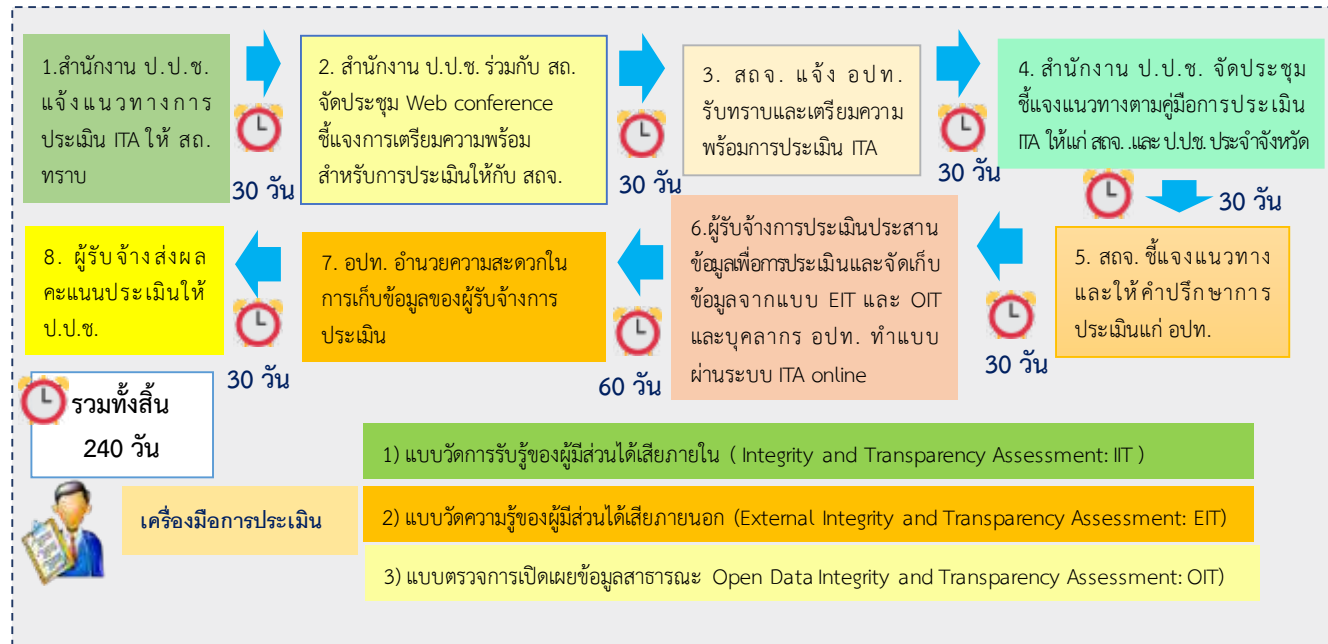 1.สำนักงาน ป.ป.ช.
แจ้งแนวทางการ
ประเมิน ITA ให้ สถ.
ทราบ
30 วัน
2. สำนักงาน ป.ป.ช. ร่วมกับ สถ.
จัดประชุม Web conference
ชี้แจงการเตรียมความพร้อม
สำหรับการประเมินให้กับ สถจ.
30 วัน
3. สถจ. แจ้ง อปท.
รับทราบและเตรียมความ
พร้อมการประเมิน ITA
30 วัน
4. สำนักงาน ป.ป.ช. จัดประชุม
ชี้แจงแนวทางตามคู่มือการประเมิน
ITA ให้แก่ สถจ. .และ ป.ป.ช. ประจำจังหวัด
30 วัน
5. สถจ. ชี้แจงแนวทาง
และให้คำปรึกษาการ
ประเมินแก่ อปท.
30 วัน
6.ผู้รับจ้างการประเมินประสาน
ข้อมูลเพื่อการประเมินและจัดเก็บ
ข้อมูลจากแบบ EIT และ OIT
และบุคลากร อปท. ทำแบบ
ผ่านระบบ ITA online
60 วัน
7. อปท. อำนวยความสะดวกใน
การเก็บข้อมูลของผู้รับจ้างการ
ประเมิน
30 วัน
8. ผู้รับจ้างส่งผล
คะแนนประเมินให้
ป.ป.ช.
รวมทั้งสิ้น
240 วัน
เครื่องมือการประเมิน
1) แบบวัดการรับรู้ของผู้มีส่วนได้เสียภายใน ( Integrity and Transparency Assessment: IIT )
2) แบบวัดความรู้ของผู้มีส่วนได้เสียภายนอก (External Integrity and Transparency Assessment: EIT)
3) แบบตรวจการเปิดเผยข้อมูลสาธารณะ Open Data Integrity and Transparency Assessment: OIT)